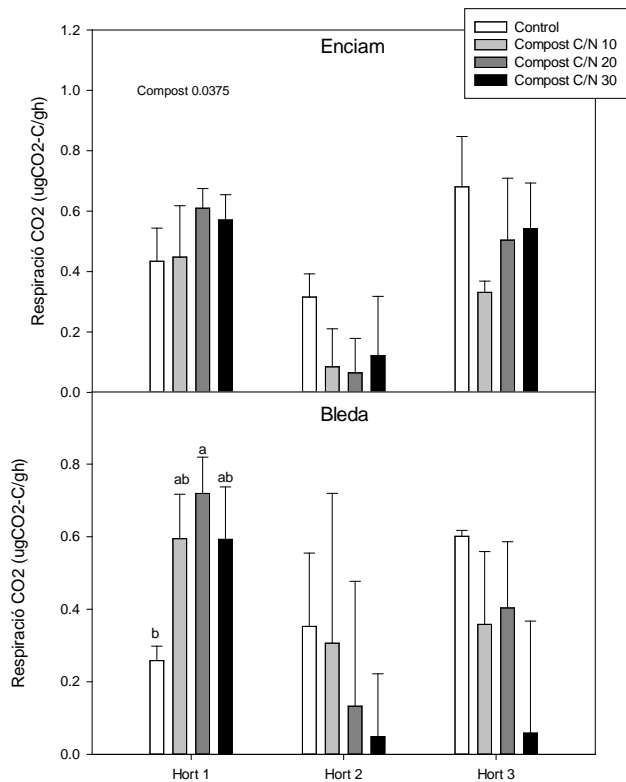 Control
Compost C/N 10
Compost C/N 20
Compost C/N 30
Enciam
Compost 0.0375
Respiració CO2 (ugCO2-C/gh)
1.2
1.0
0.8
0.6
0.4
0.2
0.0
Bleda
Respiració CO2 (ugCO2-C/gh)
0.8
0.6
0.4
0.2
0.0
b
ab
a
ab
Hort 1
Hort 2
Hort 3